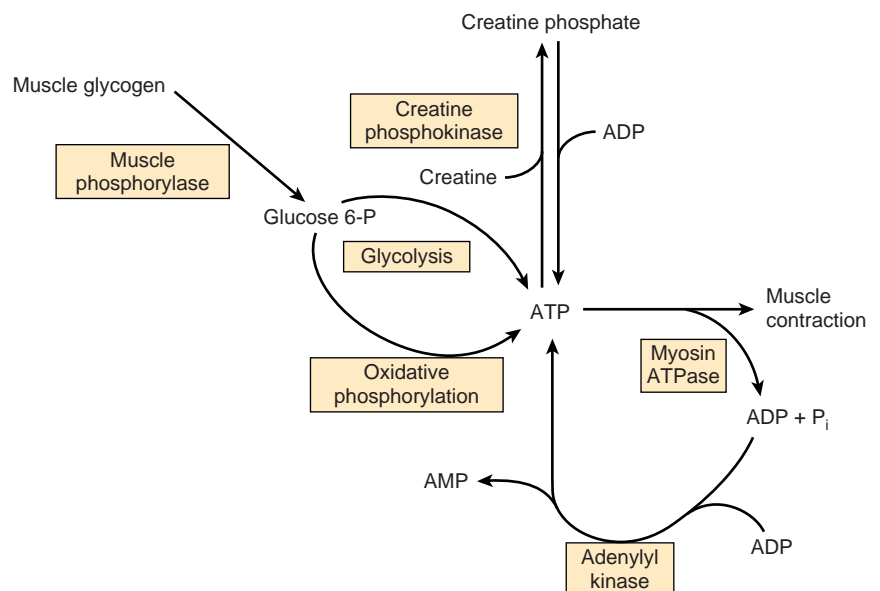 Creatine phosphate
Muscle glycogen
Creatine
phosphokinase
ADP
Muscle
phosphorylase
Creatine
Glucose 6-P
Glycolysis
ATP
Muscle
contraction
Myosin
ATPase
Oxidative
phosphorylation
ADP + Pi
AMP
ADP
Adenylyl
kinase